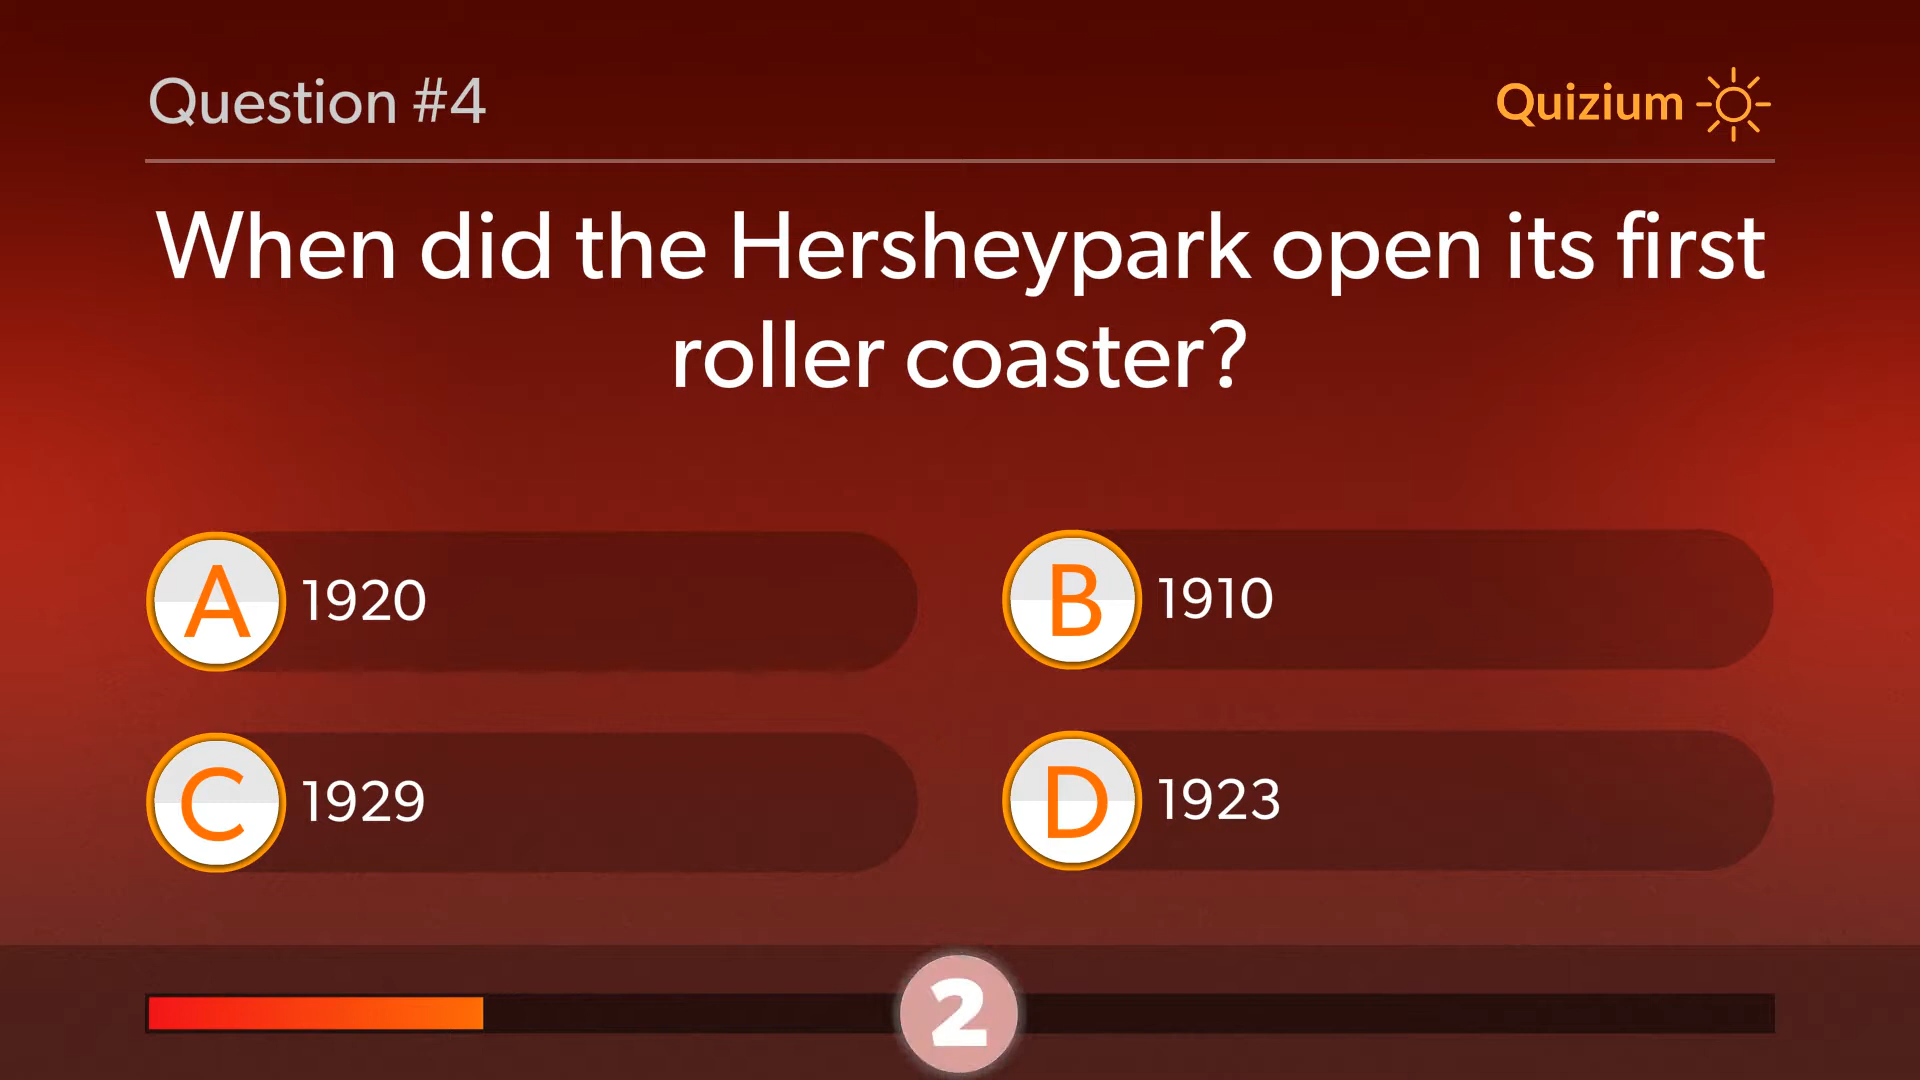 Question #4
Quizium
When did the Hersheypark open its first
roller coaster?
A 1920
B 1910
C 1929
D 1923
2